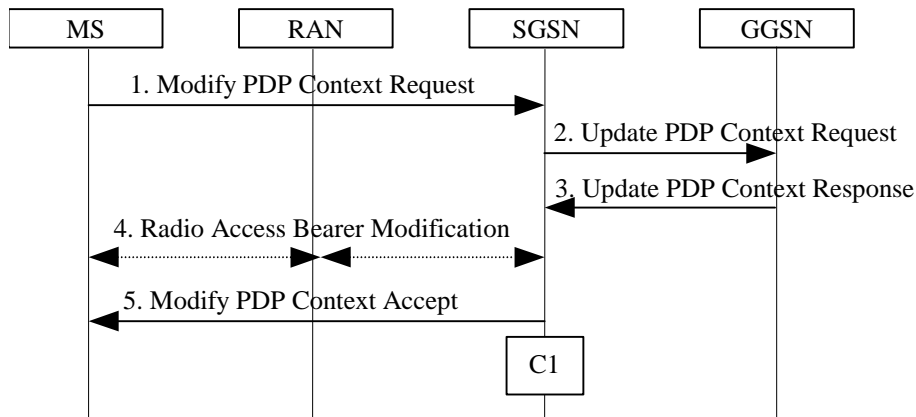 MS
RAN
SGSN
GGSN
1. Modify PDP Context Request
2. Update PDP Context Request
3. Update PDP Context Response
4. Radio Access Bearer Modification
5. Modify PDP Context Accept
C1